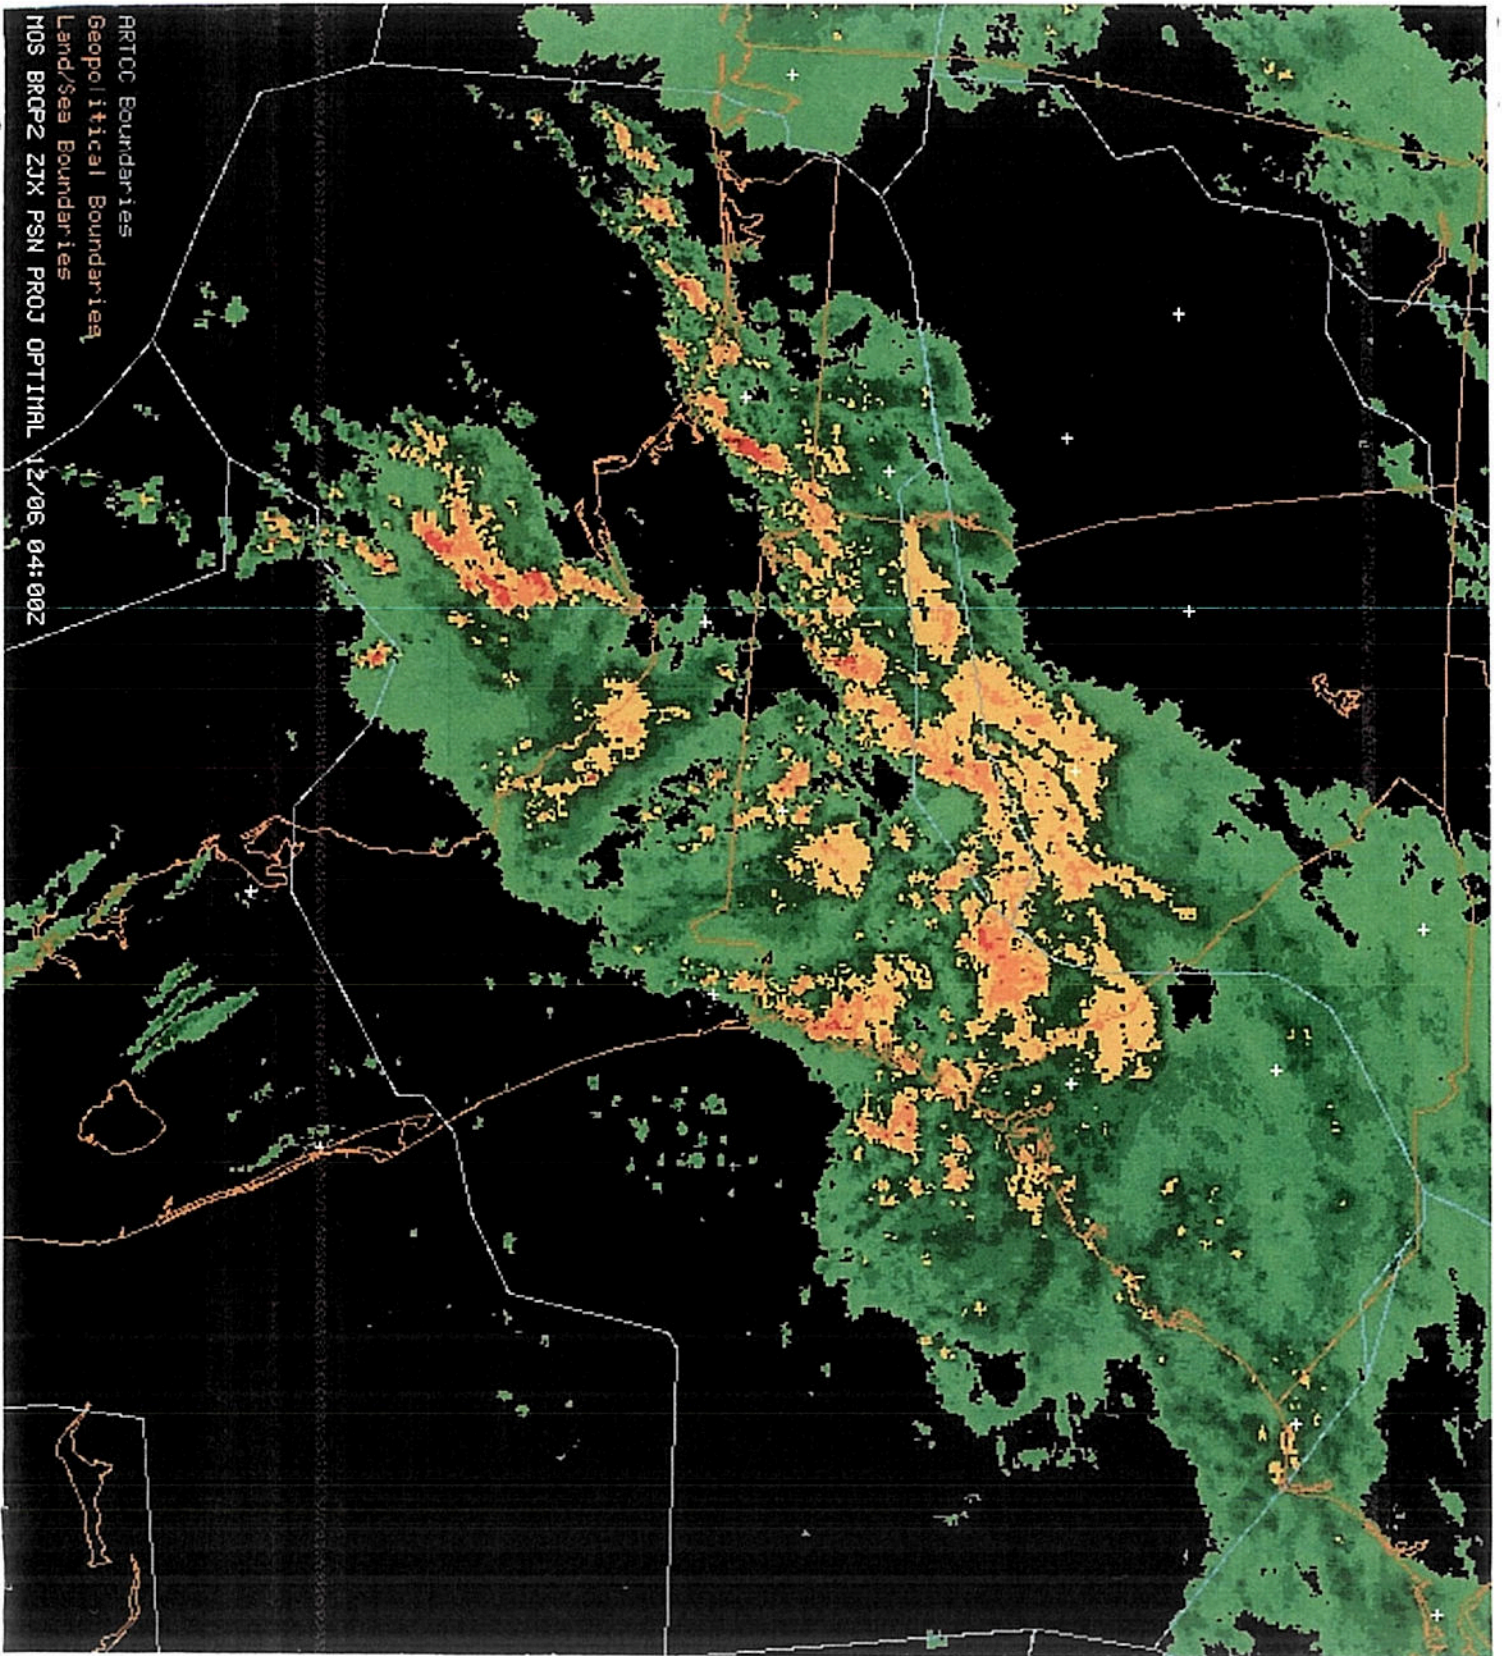 ARTCC Boundaries
Geopolitical Boundaries
Land/Sea Boundaries
MOS BRCP2 ZJX PSN PROJ OPTIMAL 12/06 04:00Z